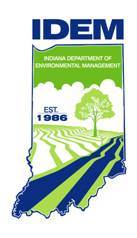 IDEM
INDIANA DEPARTMENT OF
ENVIRONMENTAL MANAGEMENT
EST.
1986